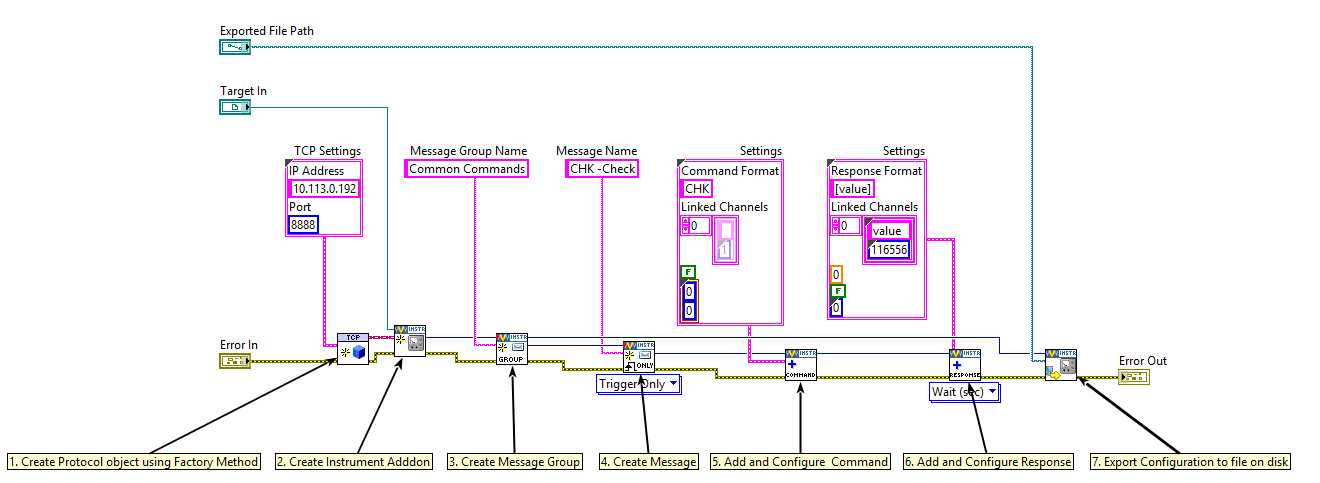 Exported File Path
Target In
TCP Settings
IP Address
10.113.0.192
Port
8888
Message Group Name
Common Commands
Message Name
CHK -Check
Settings
Command Format
CHK
Linked Channels
0
1
F
0
0
Settings
Response Format
[value]
Linked Channels
0
value
116556
0
F
0
Error In
TCP
INSTR
INSTR
GROUP
INSTR
ONLY
Trigger Only
INSTR
COMMAND
INSTR
RESPONSE
Wait (sec)
INSTR
Error Out
1. Create Protocol object using Factory Method
2. Create Instrument Adddon
3. Create Message Group
4. Create Message
5. Add and Configure  Command
6. Add and Configure Response
7. Export Configuration to file on disk